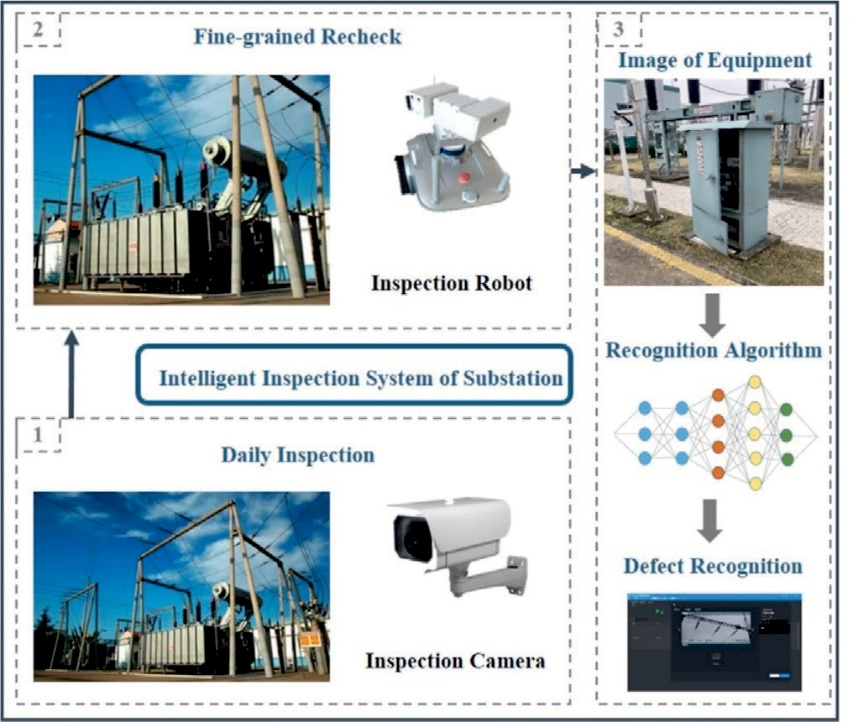 2
Fine-grained Recheck
Inspection Robot
Intelligent Inspection System of Substation
1
Daily Inspection
Inspection Camera
3
Image of Equipment
Recognition Algorithm
Defect Recognition